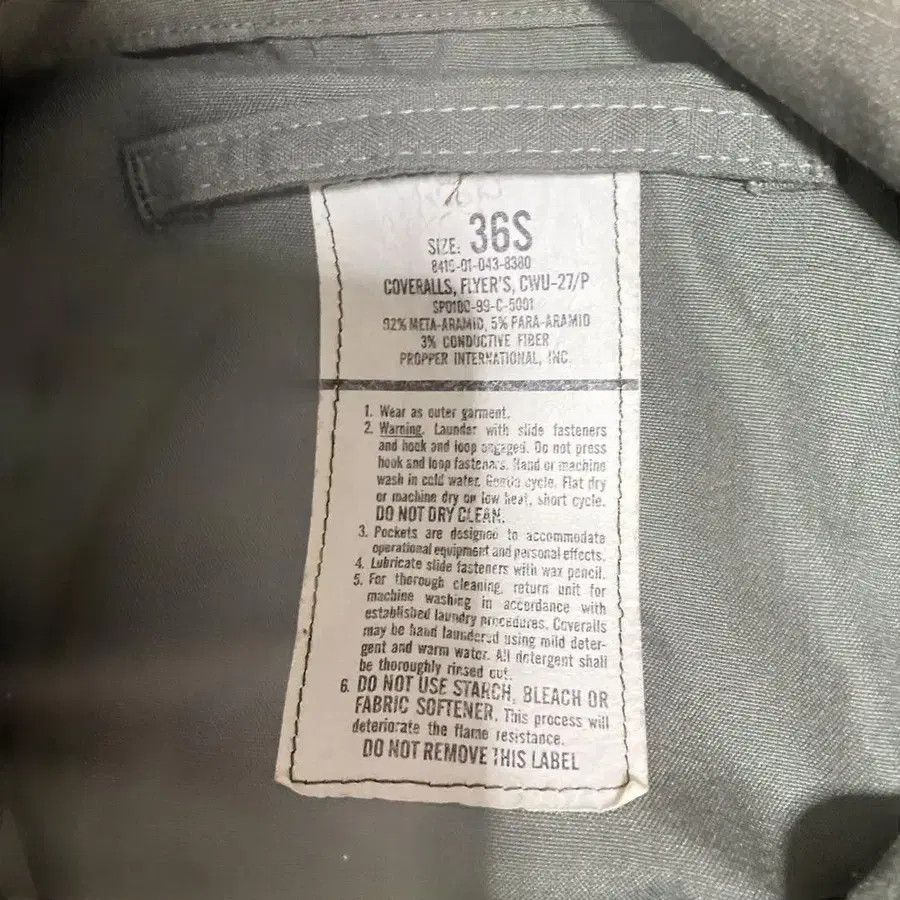 SIZE: 36S
8415-01-043-8380
COVERALLS, FLYER'S, CWU-27/P
SPO100-99-C-5001
92% META-ARAMID, 5% PARA-ARAMID
3% CONDUCTIVE FIBER
PROPPER INTERNATIONAL, INC.
1. Wear as outer garment.
2. Warning. Launder with slide fasteners
and hook and loop engaged. Do not press
hook and loop fasteners. Hand or machine
wash in cold water. Gentle cycle. Flat dry
or machine dry on low heat, short cycle.
DO NOT DRY CLEAN.
3. Pockets are designed to accommodate
operational equipment and personal effects.
4. Lubricate slide fasteners with wax pencil.
5. For thorough cleaning, return unit for
machine washing in accordance with
established laundry procedures. Coveralls
may be hand laundered using mild deter-
gent and warm water. All detergent shall
be thoroughly rinsed out.
6. DO NOT USE STARCH, BLEACH OR
FABRIC SOFTENER. This process will
deteriorate the flame resistance.
DO NOT REMOVE THIS LABEL